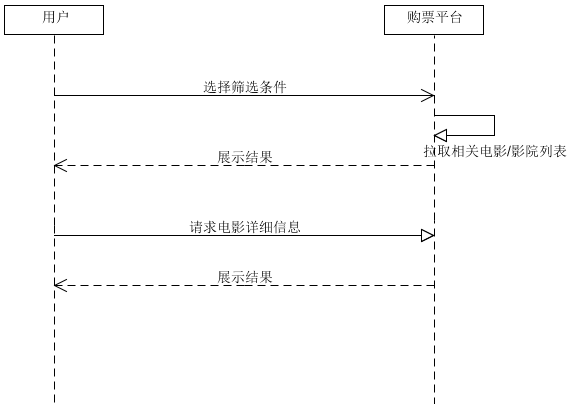 用户
购票平台
选择筛选条件
拉取相关电影/影院列表
展示结果
请求电影详细信息
展示结果